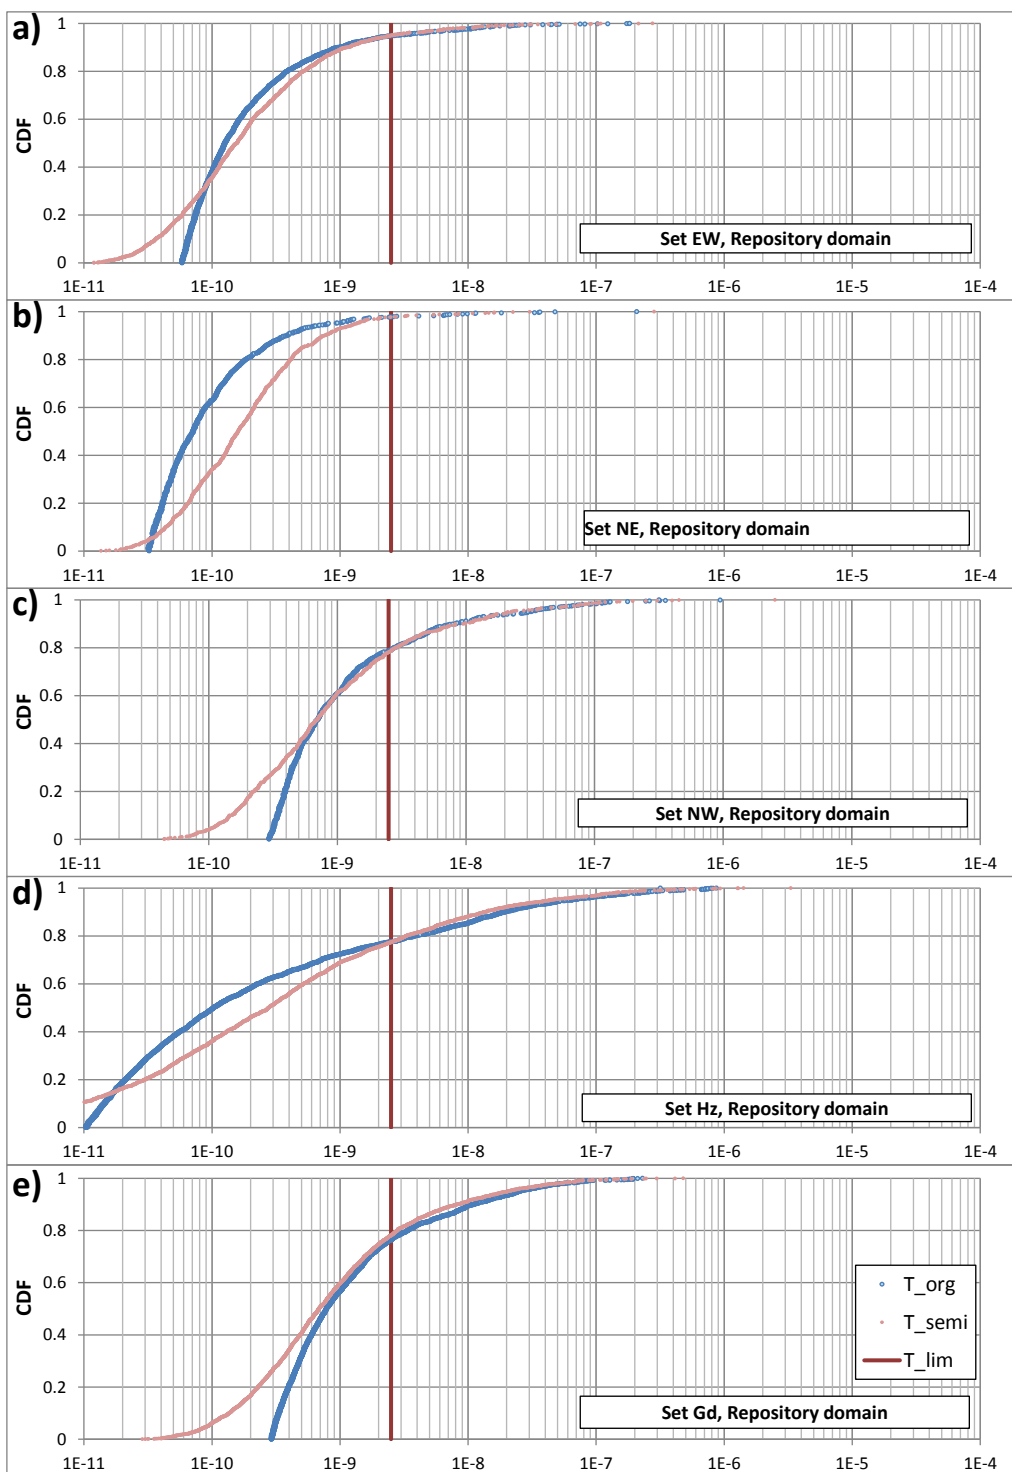 a)
CDF
1
0.8
0.6
0.4
0.2
0
Set EW, Repository domain
1E-11 1E-10 1E-9 1E-8 1E-7 1E-6 1E-5 1E-4
b)
CDF
1
0.8
0.6
0.4
0.2
0
Set NE, Repository domain
1E-11 1E-10 1E-9 1E-8 1E-7 1E-6 1E-5 1E-4
c)
CDF
1
0.8
0.6
0.4
0.2
0
Set NW, Repository domain
1E-11 1E-10 1E-9 1E-8 1E-7 1E-6 1E-5 1E-4
d)
CDF
1
0.8
0.6
0.4
0.2
0
Set Hz, Repository domain
1E-11 1E-10 1E-9 1E-8 1E-7 1E-6 1E-5 1E-4
e)
CDF
1
0.8
0.6
0.4
0.2
0
T_org
T_semi
T_lim
Set Gd, Repository domain
1E-11 1E-10 1E-9 1E-8 1E-7 1E-6 1E-5 1E-4